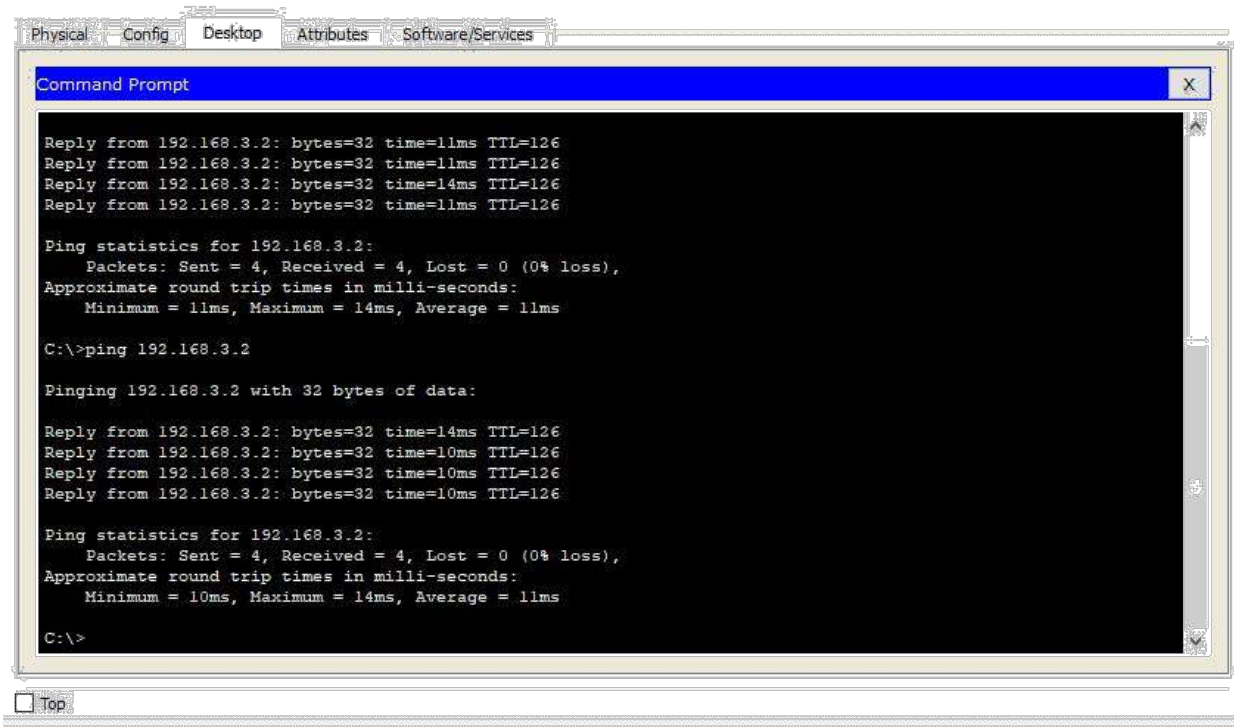 Physical Config Desktop Attributes Software/Services
Command Prompt X
Reply from 192.168.3.2: bytes=32 time=11ms TTL=126
Reply from 192.168.3.2: bytes=32 time=11ms TTL=126
Reply from 192.168.3.2: bytes=32 time=14ms TTL=126
Reply from 192.168.3.2: bytes=32 time=11ms TTL=126
Ping statistics for 192.168.3.2:
Packets: Sent = 4, Received = 4, Lost = 0 (0% loss),
Approximate round trip times in milli-seconds:
Minimum = 11ms, Maximum = 14ms, Average = 11ms
C:\>ping 192.168.3.2
Pinging 192.168.3.2 with 32 bytes of data:
Reply from 192.168.3.2: bytes=32 time=14ms TTL=126
Reply from 192.168.3.2: bytes=32 time=10ms TTL=126
Reply from 192.168.3.2: bytes=32 time=10ms TTL=126
Reply from 192.168.3.2: bytes=32 time=10ms TTL=126
Ping statistics for 192.168.3.2:
Packets: Sent = 4, Received = 4, Lost = 0 (0% loss),
Approximate round trip times in milli-seconds:
Minimum = 10ms, Maximum = 14ms, Average = 11ms
C:\>
Top